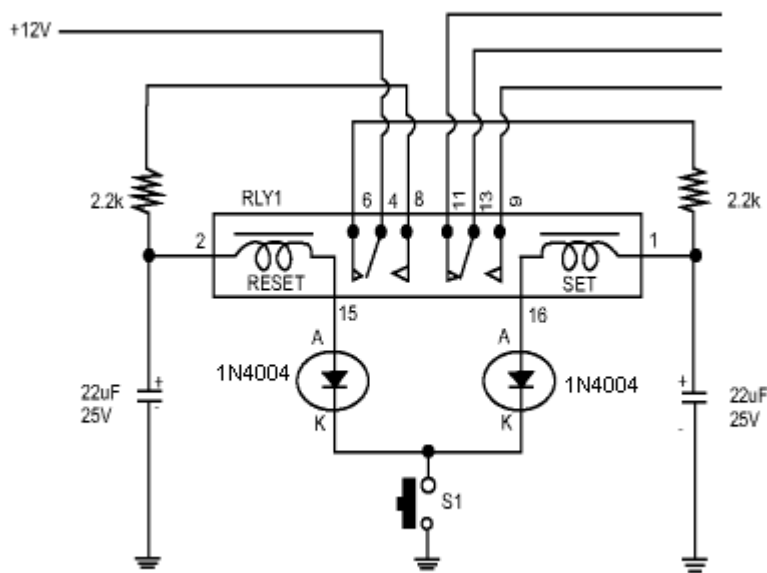 +12V
2.2k
RLY1
6
4
8
11
13
9
2.2k
2
1
RESET
SET
15
16
A
A
1N4004
1N4004
K
K
22uF
25V
+
-
+
-
22uF
25V
S1